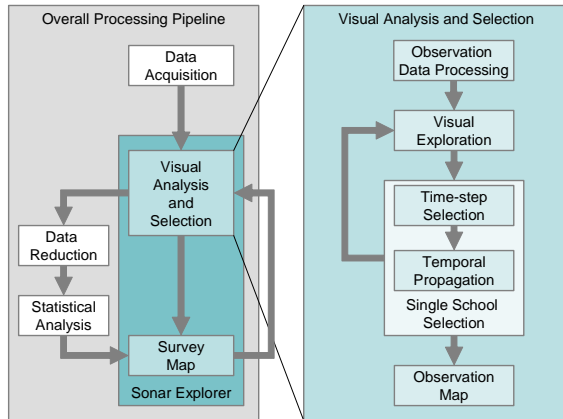 Overall Processing Pipeline
Data
Acquisition
Visual
Analysis
and
Selection
Data
Reduction
Statistical
Analysis
Survey
Map
Sonar Explorer
Visual Analysis and Selection
Observation
Data Processing
Visual
Exploration
Time-step
Selection
Temporal
Propagation
Single School
Selection
Observation
Map